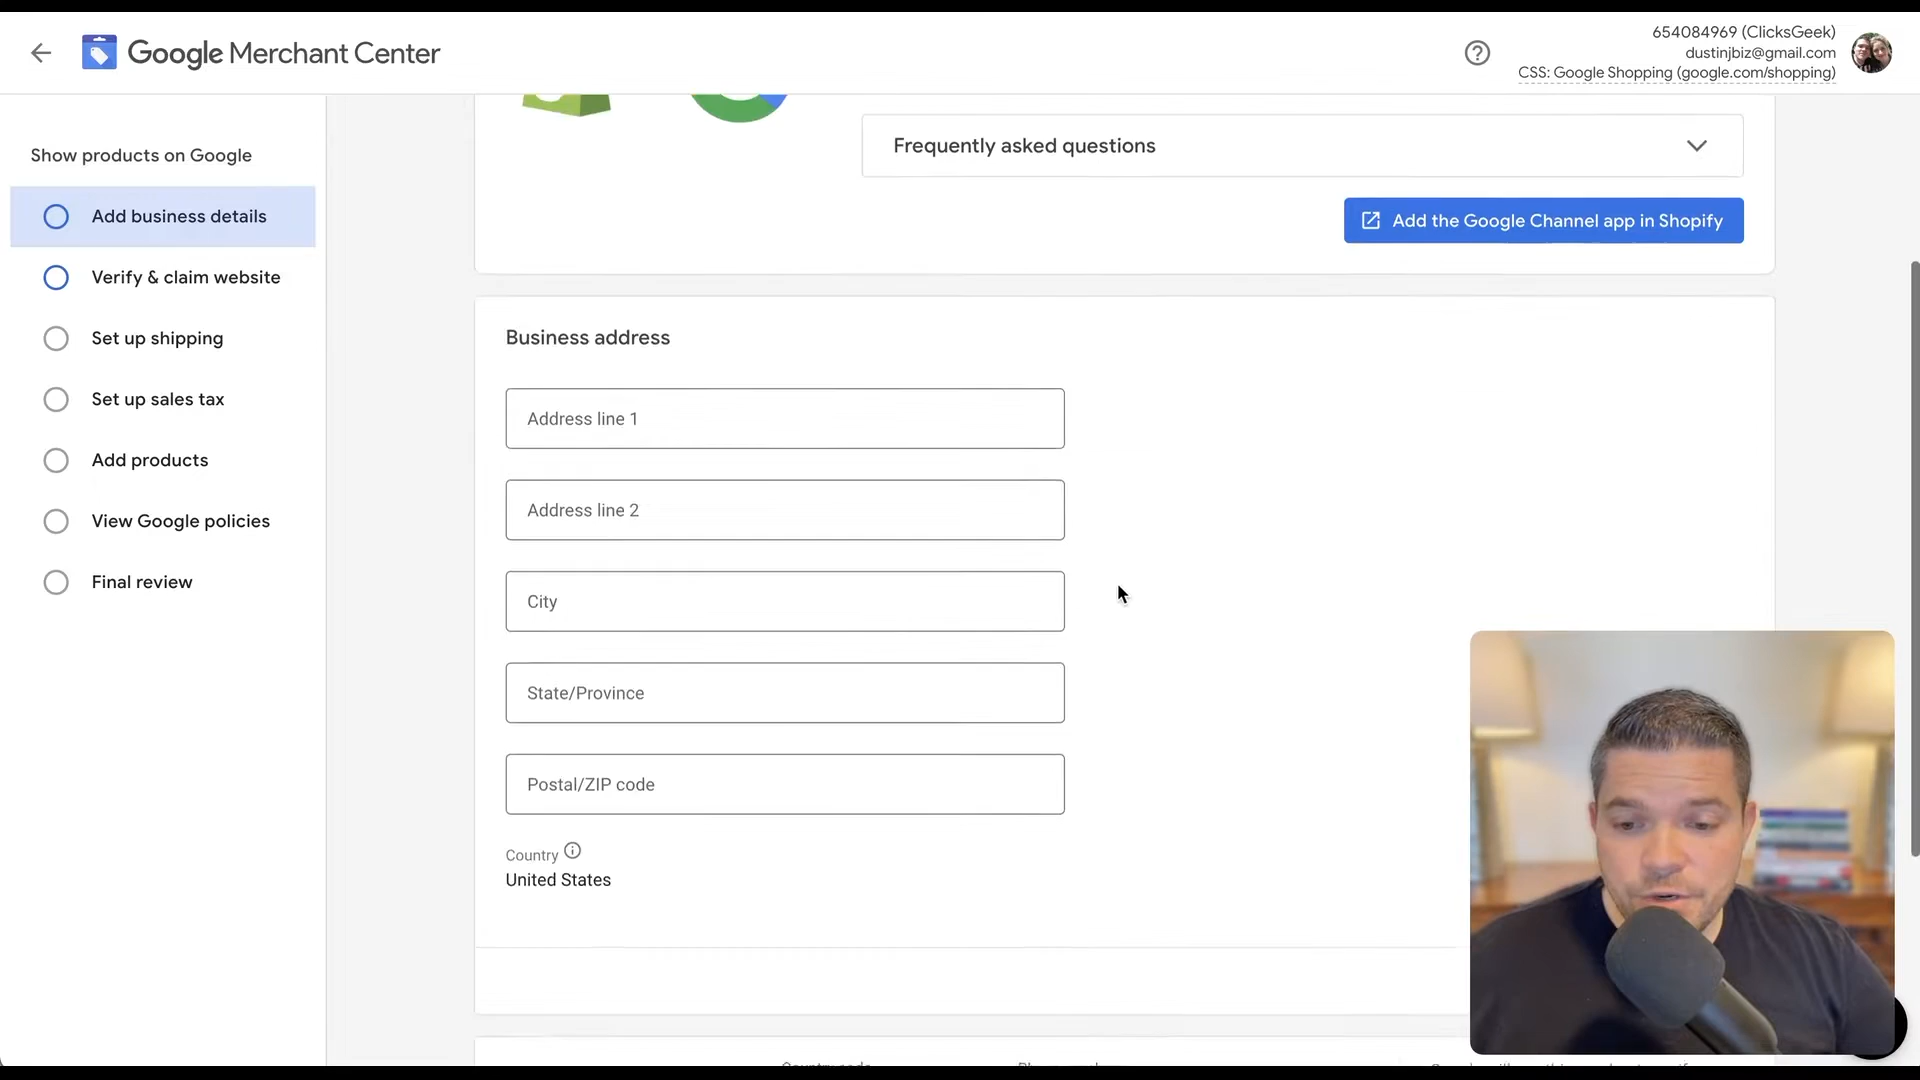 Google Merchant Center
654084969 (ClicksGeek)
dustinjbiz@gmail.com
CSS: Google Shopping (google.com/shopping)
Show products on Google
Add business details
Verify & claim website
Set up shipping
Set up sales tax
Add products
View Google policies
Final review
Frequently asked questions
Add the Google Channel app in Shopify
Business address
Address line 1
Address line 2
City
State/Province
Postal/ZIP code
Country
United States